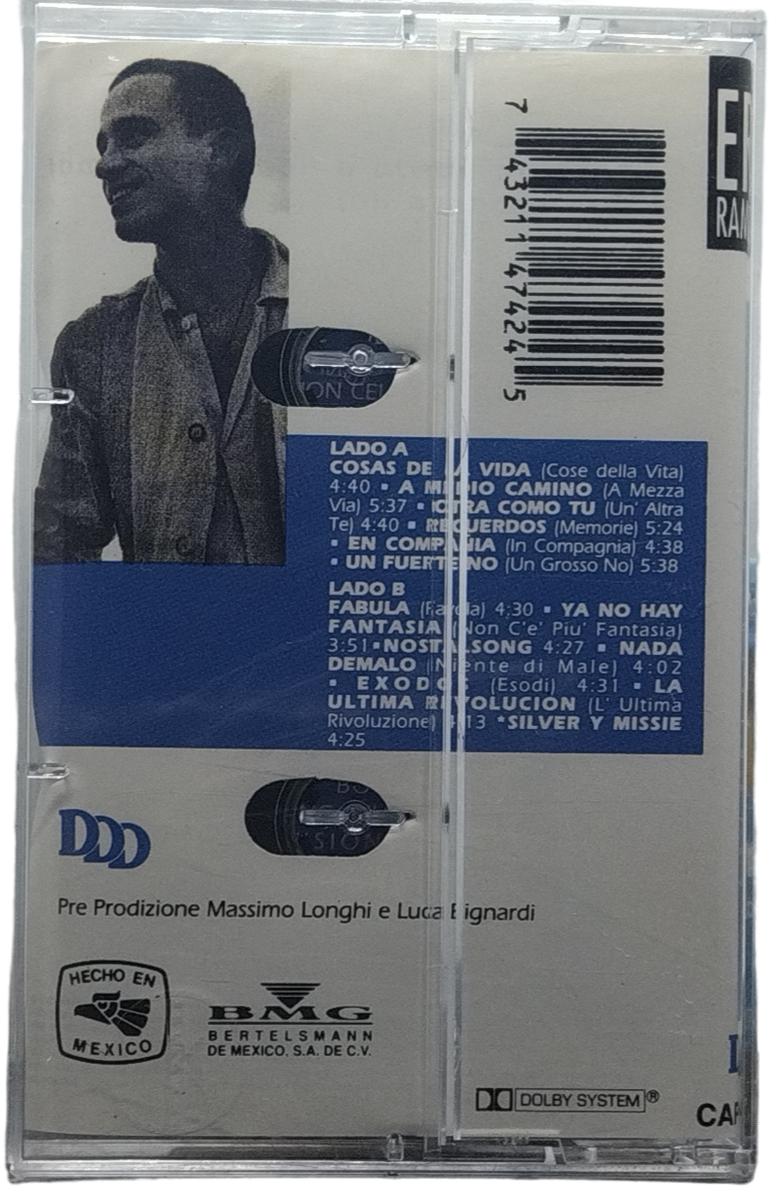 7 43211 47424 5
ER
RAM
LADO A
COSAS DE LA VIDA (Cose della Vita)
4:40 ▪ A MEDIO CAMINO (A Mezza
Via) 5:37 ▪ OTRA COMO TU (Un' Altra
Te) 4:40 ▪ RECUERDOS (Memorie) 5:24
▪ EN COMPAÑIA (In Compagnia) 4:38
▪ UN FUERTE NO (Un Grosso No) 5:38
LADO B
FABULA (Favola) 4:30 ▪ YA NO HAY
FANTASIA (Non C'e' Piu' Fantasia)
3:51 ▪ NOSTALSONG 4:27 ▪ NADA
DEMALO (Niente di Male) 4:02
▪ EXODOS (Esodi) 4:31 ▪ LA
ULTIMA REVOLUCION (L' Ultima
Rivoluzione) 4:13 *SILVER Y MISSIE
4:25
DDD
Pre Prodizione Massimo Longhi e Luca Bignardi
HECHO EN
MEXICO
BMG
BERTELSMANN
DE MEXICO, S.A. DE C.V.
DOLBY SYSTEM®